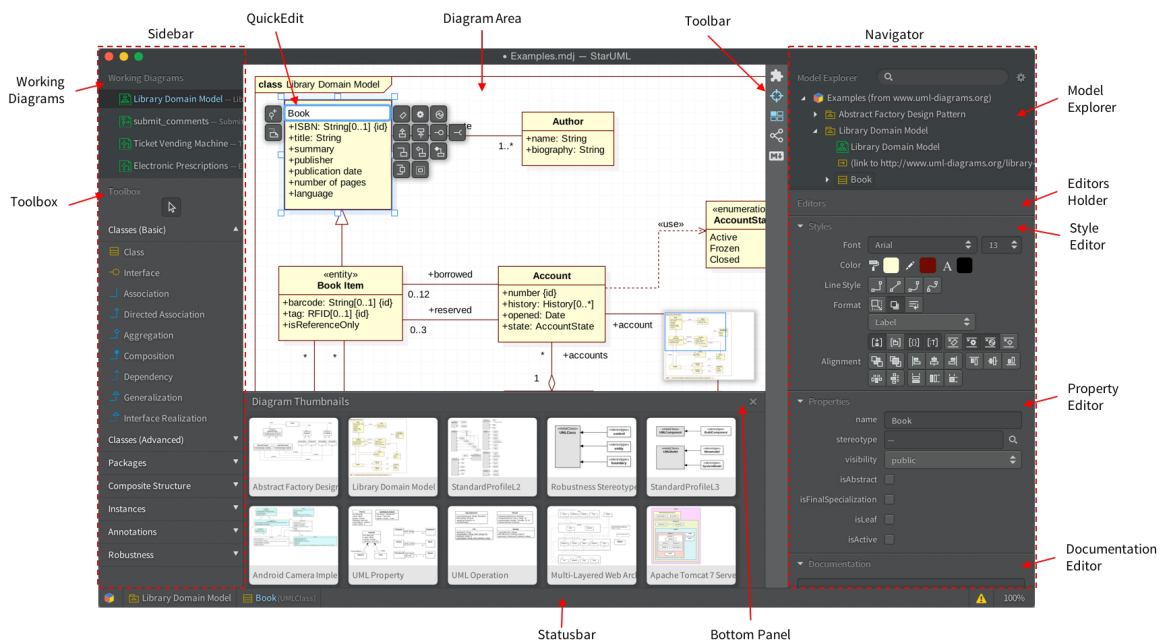 QuickEdit
Diagram Area
Toolbar
Sidebar
Navigator
Working
Diagrams
Toolbox
Model
Explorer
Editors
Holder
Style
Editor
Property
Editor
Documentation
Editor
Statusbar
Bottom Panel
Examples.mdj — StarUML
Working Diagrams
Library Domain Model — Lib
submit_comments — Submit
Ticket Vending Machine — T
Electronic Prescriptions — E
Toolbox
Classes (Basic)
Class
Interface
Association
Directed Association
Aggregation
Composition
Dependency
Generalization
Interface Realization
Classes (Advanced)
Packages
Composite Structure
Instances
Annotations
Robustness
class Library Domain Model
Book
+ISBN: String[0..1] {id}
+title: String
+summary
+publisher
+publication date
+number of pages
+language
1..*
Author
+name: String
+biography: String
«use»
«enumeratio
AccountSta
Active
Frozen
Closed
«entity»
Book Item
+barcode: String[0..1] {id}
+tag: RFID[0..1] {id}
+isReferenceOnly
+borrowed
0..12
+reserved
0..3
Account
+number {id}
+history: History[0..*]
+opened: Date
+state: AccountState
+account
* *
* +accounts
1
Diagram Thumbnails
Abstract Factory Design
Library Domain Model
StandardProfileL2
Robustness Stereotype
StandardProfileL3
Android Camera Imple
UML Property
UML Operation
Multi-Layered Web Arc
Apache Tomcat 7 Serve
Model Explorer
Examples (from www.uml-diagrams.org)
Abstract Factory Design Pattern
Library Domain Model
Library Domain Model
(link to http://www.uml-diagrams.org/library-
Book
Editors
Styles
Font Arial 13
Color A
Line Style
Format
Label
Alignment
Properties
name Book
stereotype —
visibility public
isAbstract
isFinalSpecialization
isLeaf
isActive
Documentation
Library Domain Model Book [UMLClass] 100%